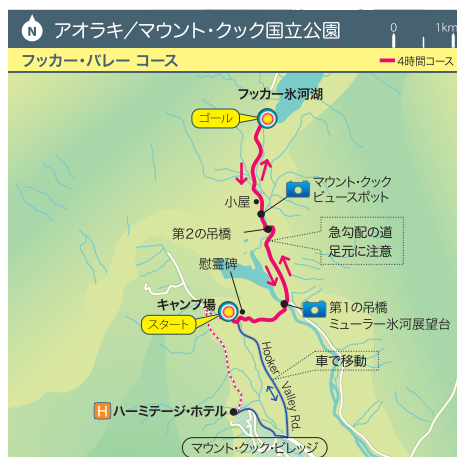 N アオラキ/マウント・クック国立公園
0 1km
フッカー・バレー コース
4時間コース
フッカー氷河湖
ゴール
マウント・クック
ビュースポット
小屋
第2の吊橋
急勾配の道
足元に注意
慰霊碑
キャンプ場
スタート
第1の吊橋
ミューラー氷河展望台
Hooker Valley Rd.
車で移動
H ハーミテージ・ホテル
マウント・クック・ビレッジ